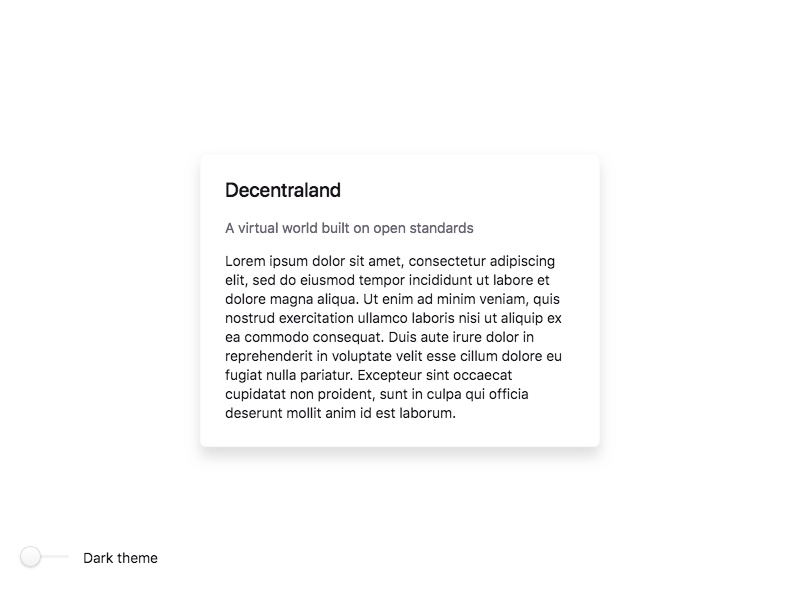 Decentraland
A virtual world built on open standards
Lorem ipsum dolor sit amet, consectetur adipiscing
elit, sed do eiusmod tempor incididunt ut labore et
dolore magna aliqua. Ut enim ad minim veniam, quis
nostrud exercitation ullamco laboris nisi ut aliquip ex
ea commodo consequat. Duis aute irure dolor in
reprehenderit in voluptate velit esse cillum dolore eu
fugiat nulla pariatur. Excepteur sint occaecat
cupidatat non proident, sunt in culpa qui officia
deserunt mollit anim id est laborum.
Dark theme